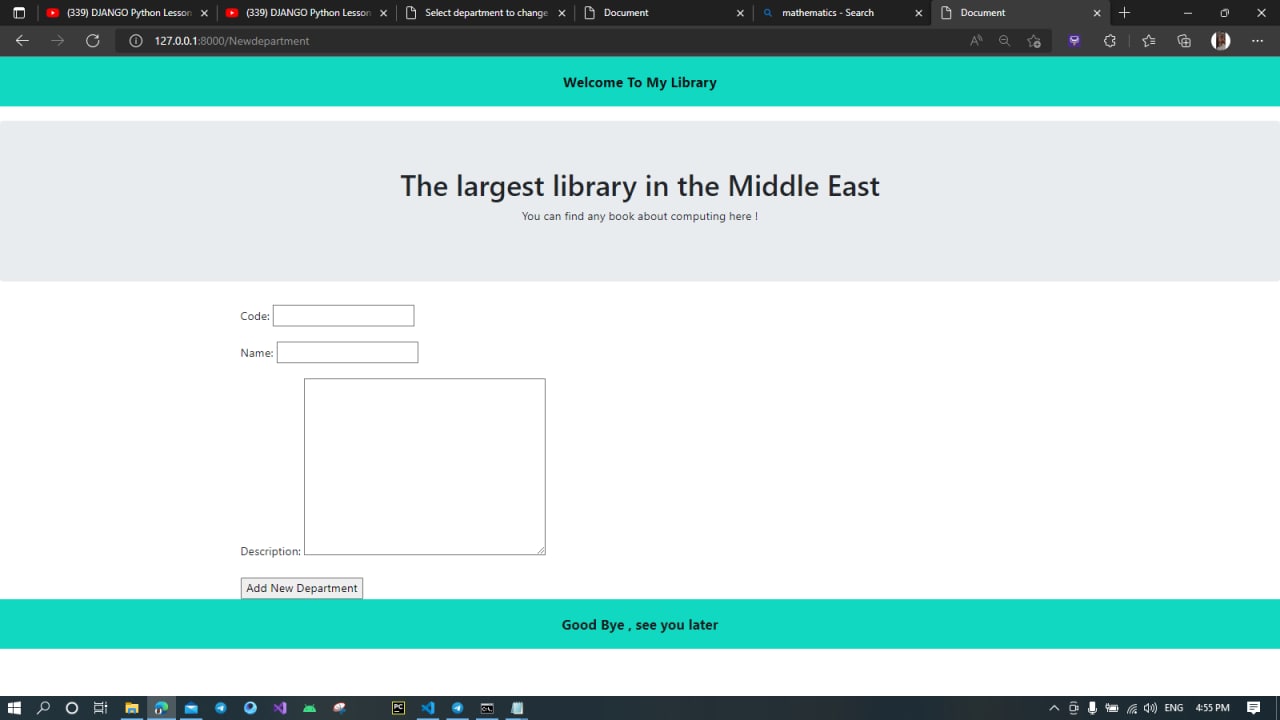 (339) DJANGO Python Lesson
(339) DJANGO Python Lesson
Select department to change
Document
mathematics - Search
Document
127.0.0.1:8000/Newdepartment
Welcome To My Library
The largest library in the Middle East
You can find any book about computing here !
Code:
Name:
Description:
Add New Department
Good Bye , see you later
PC
ENG
4:55 PM